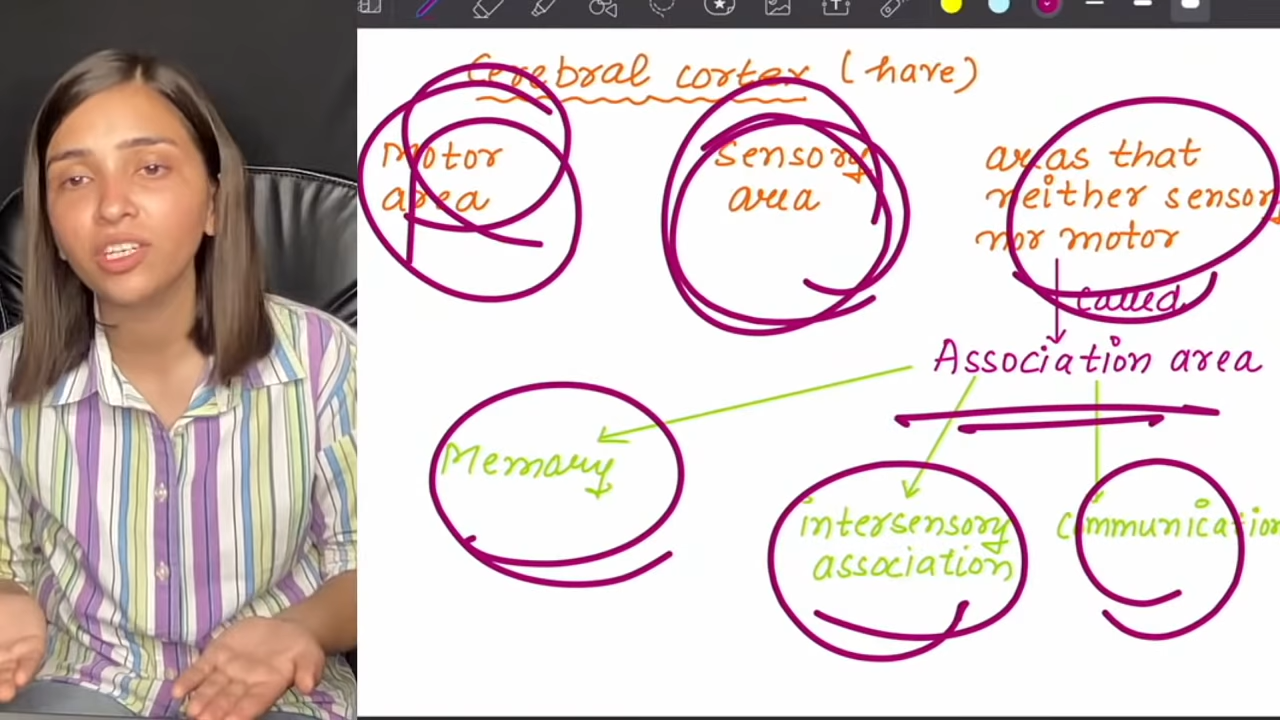 Cerebral cortex (have)
Motor area
Sensory area
areas that
neither sensory
nor motor
called
Association area
Memary
intersensory
association
communication